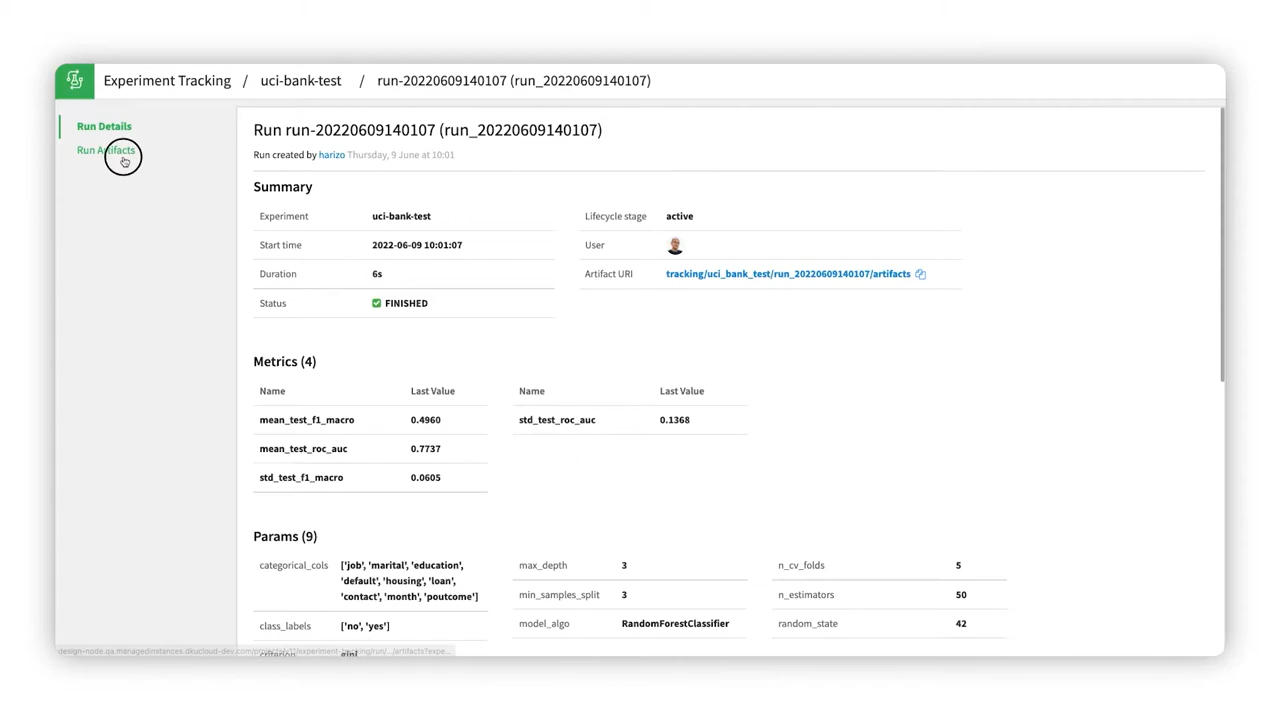 Experiment Tracking / uci-bank-test / run-20220609140107 (run_20220609140107)
Run Details
Run Artifacts
Run run-20220609140107 (run_20220609140107)
Run created by harizo Thursday, 9 June at 10:01
Summary
Experiment uci-bank-test Lifecycle stage active
Start time 2022-06-09 10:01:07 User
Duration 6s Artifact URI tracking/uci_bank_test/run_20220609140107/artifacts
Status FINISHED
Metrics (4)
Name Last Value Name Last Value
mean_test_f1_macro 0.4960 std_test_roc_auc 0.1368
mean_test_roc_auc 0.7737
std_test_f1_macro 0.0605
Params (9)
categorical_cols ['job', 'marital', 'education', max_depth 3 n_cv_folds 5
'default', 'housing', 'loan', min_samples_split 3 n_estimators 50
'contact', 'month', 'poutcome']
class_labels ['no', 'yes'] model_algo RandomForestClassifier random_state 42
criterion gini